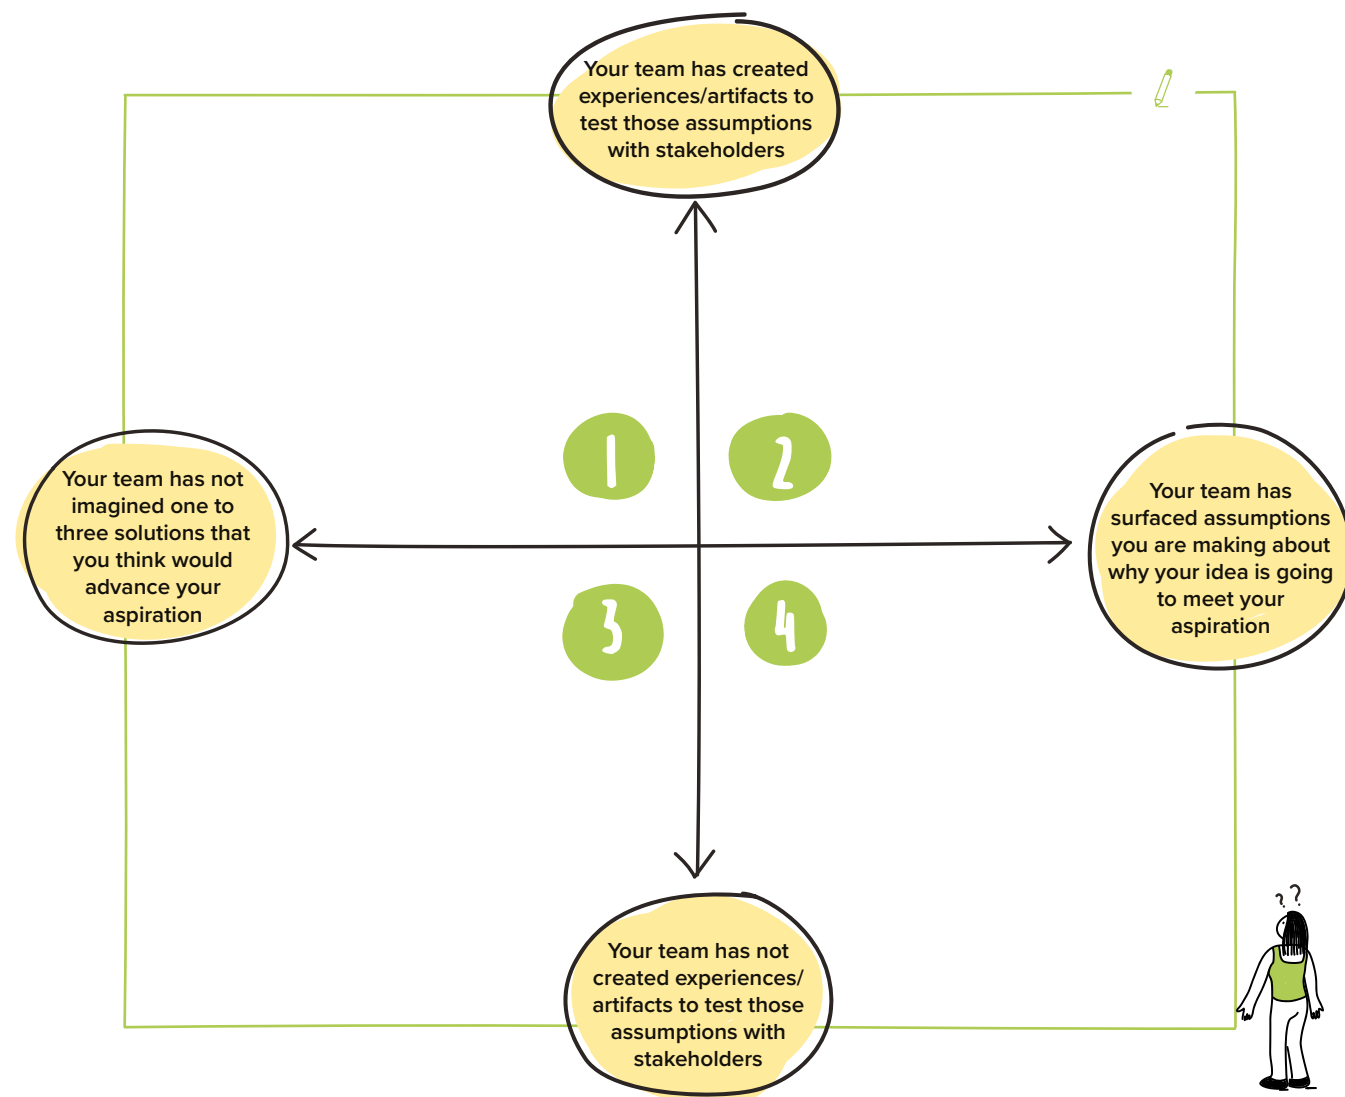 Your team has created
experiences/artifacts to
test those assumptions
with stakeholders
1
2
Your team has not
imagined one to
three solutions that
you think would
advance your
aspiration
Your team has
surfaced assumptions
you are making about
why your idea is going
to meet your
aspiration
3
4
Your team has not
created experiences/
artifacts to test those
assumptions with
stakeholders
? ?